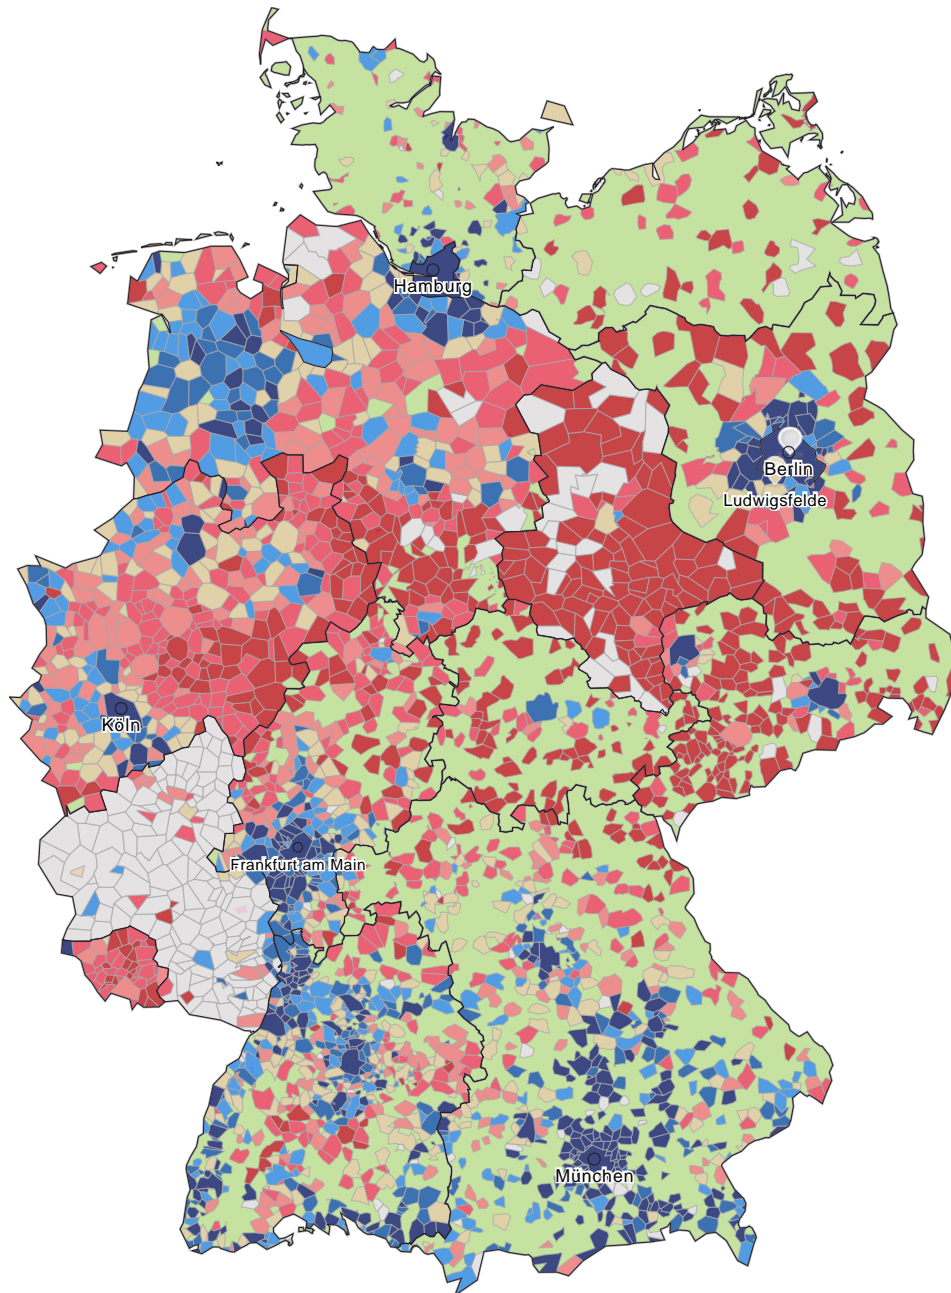 Hamburg
Berlin
Ludwigsfelde
Köln
Frankfurt am Main
München